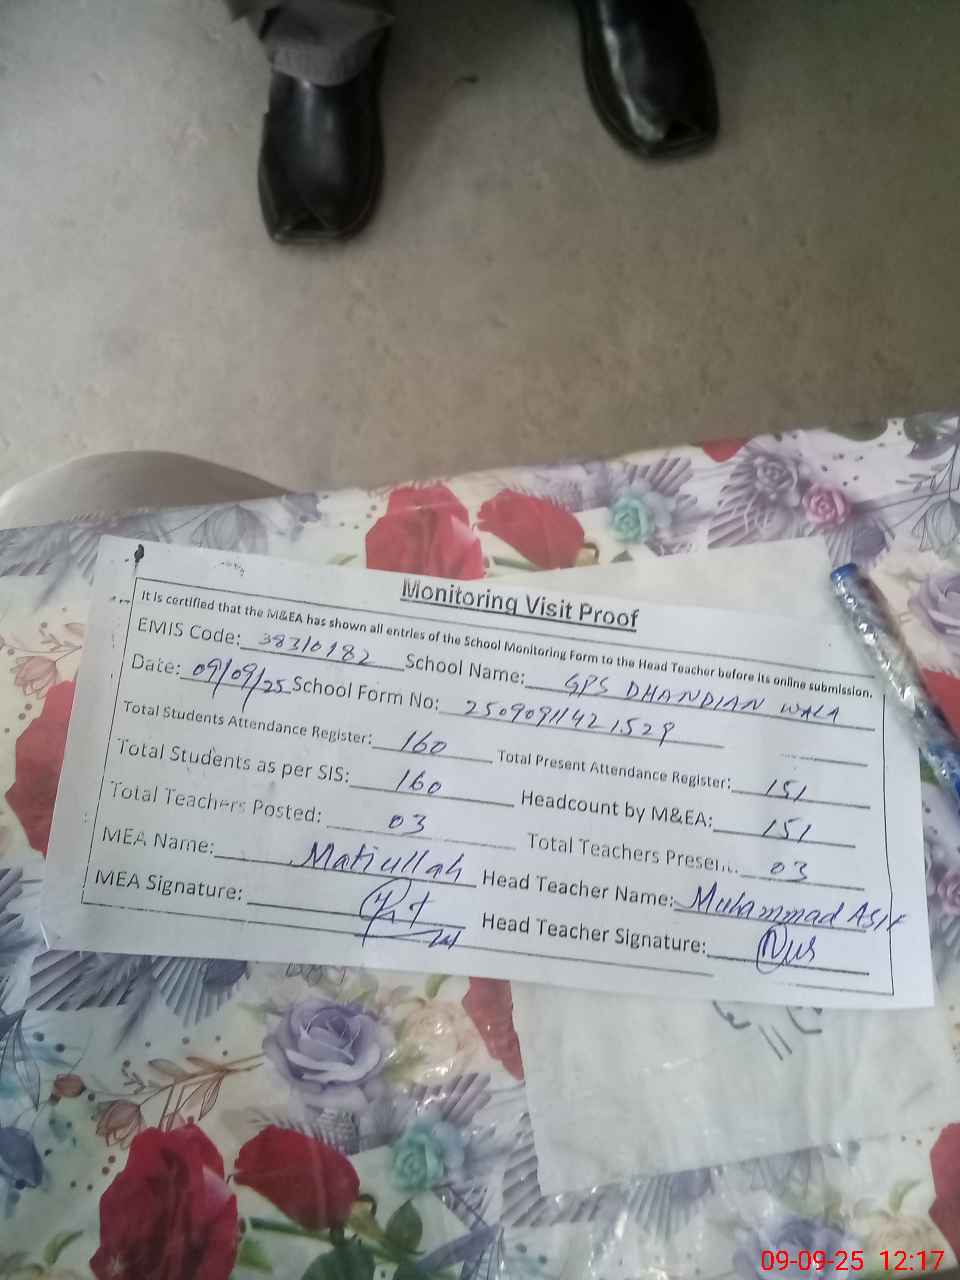 Monitoring Visit Proof
It is certified that the M&EA has shown all entries of the School Monitoring Form to the Head Teacher before its online submission.
EMIS Code: 38310182 School Name: GPS DHANDIAN WALA
Date: 09/09/25 School Form No: 2509091421529
Total Students Attendance Register: 160 Total Present Attendance Register: 151
Total Students as per SIS: 160 Headcount by M&EA: 151
Total Teachers Posted: 03 Total Teachers Presen... 03
MEA Name: Matiullah Head Teacher Name: Muhammad Asif
MEA Signature: Head Teacher Signature:
09-09-25 12:17